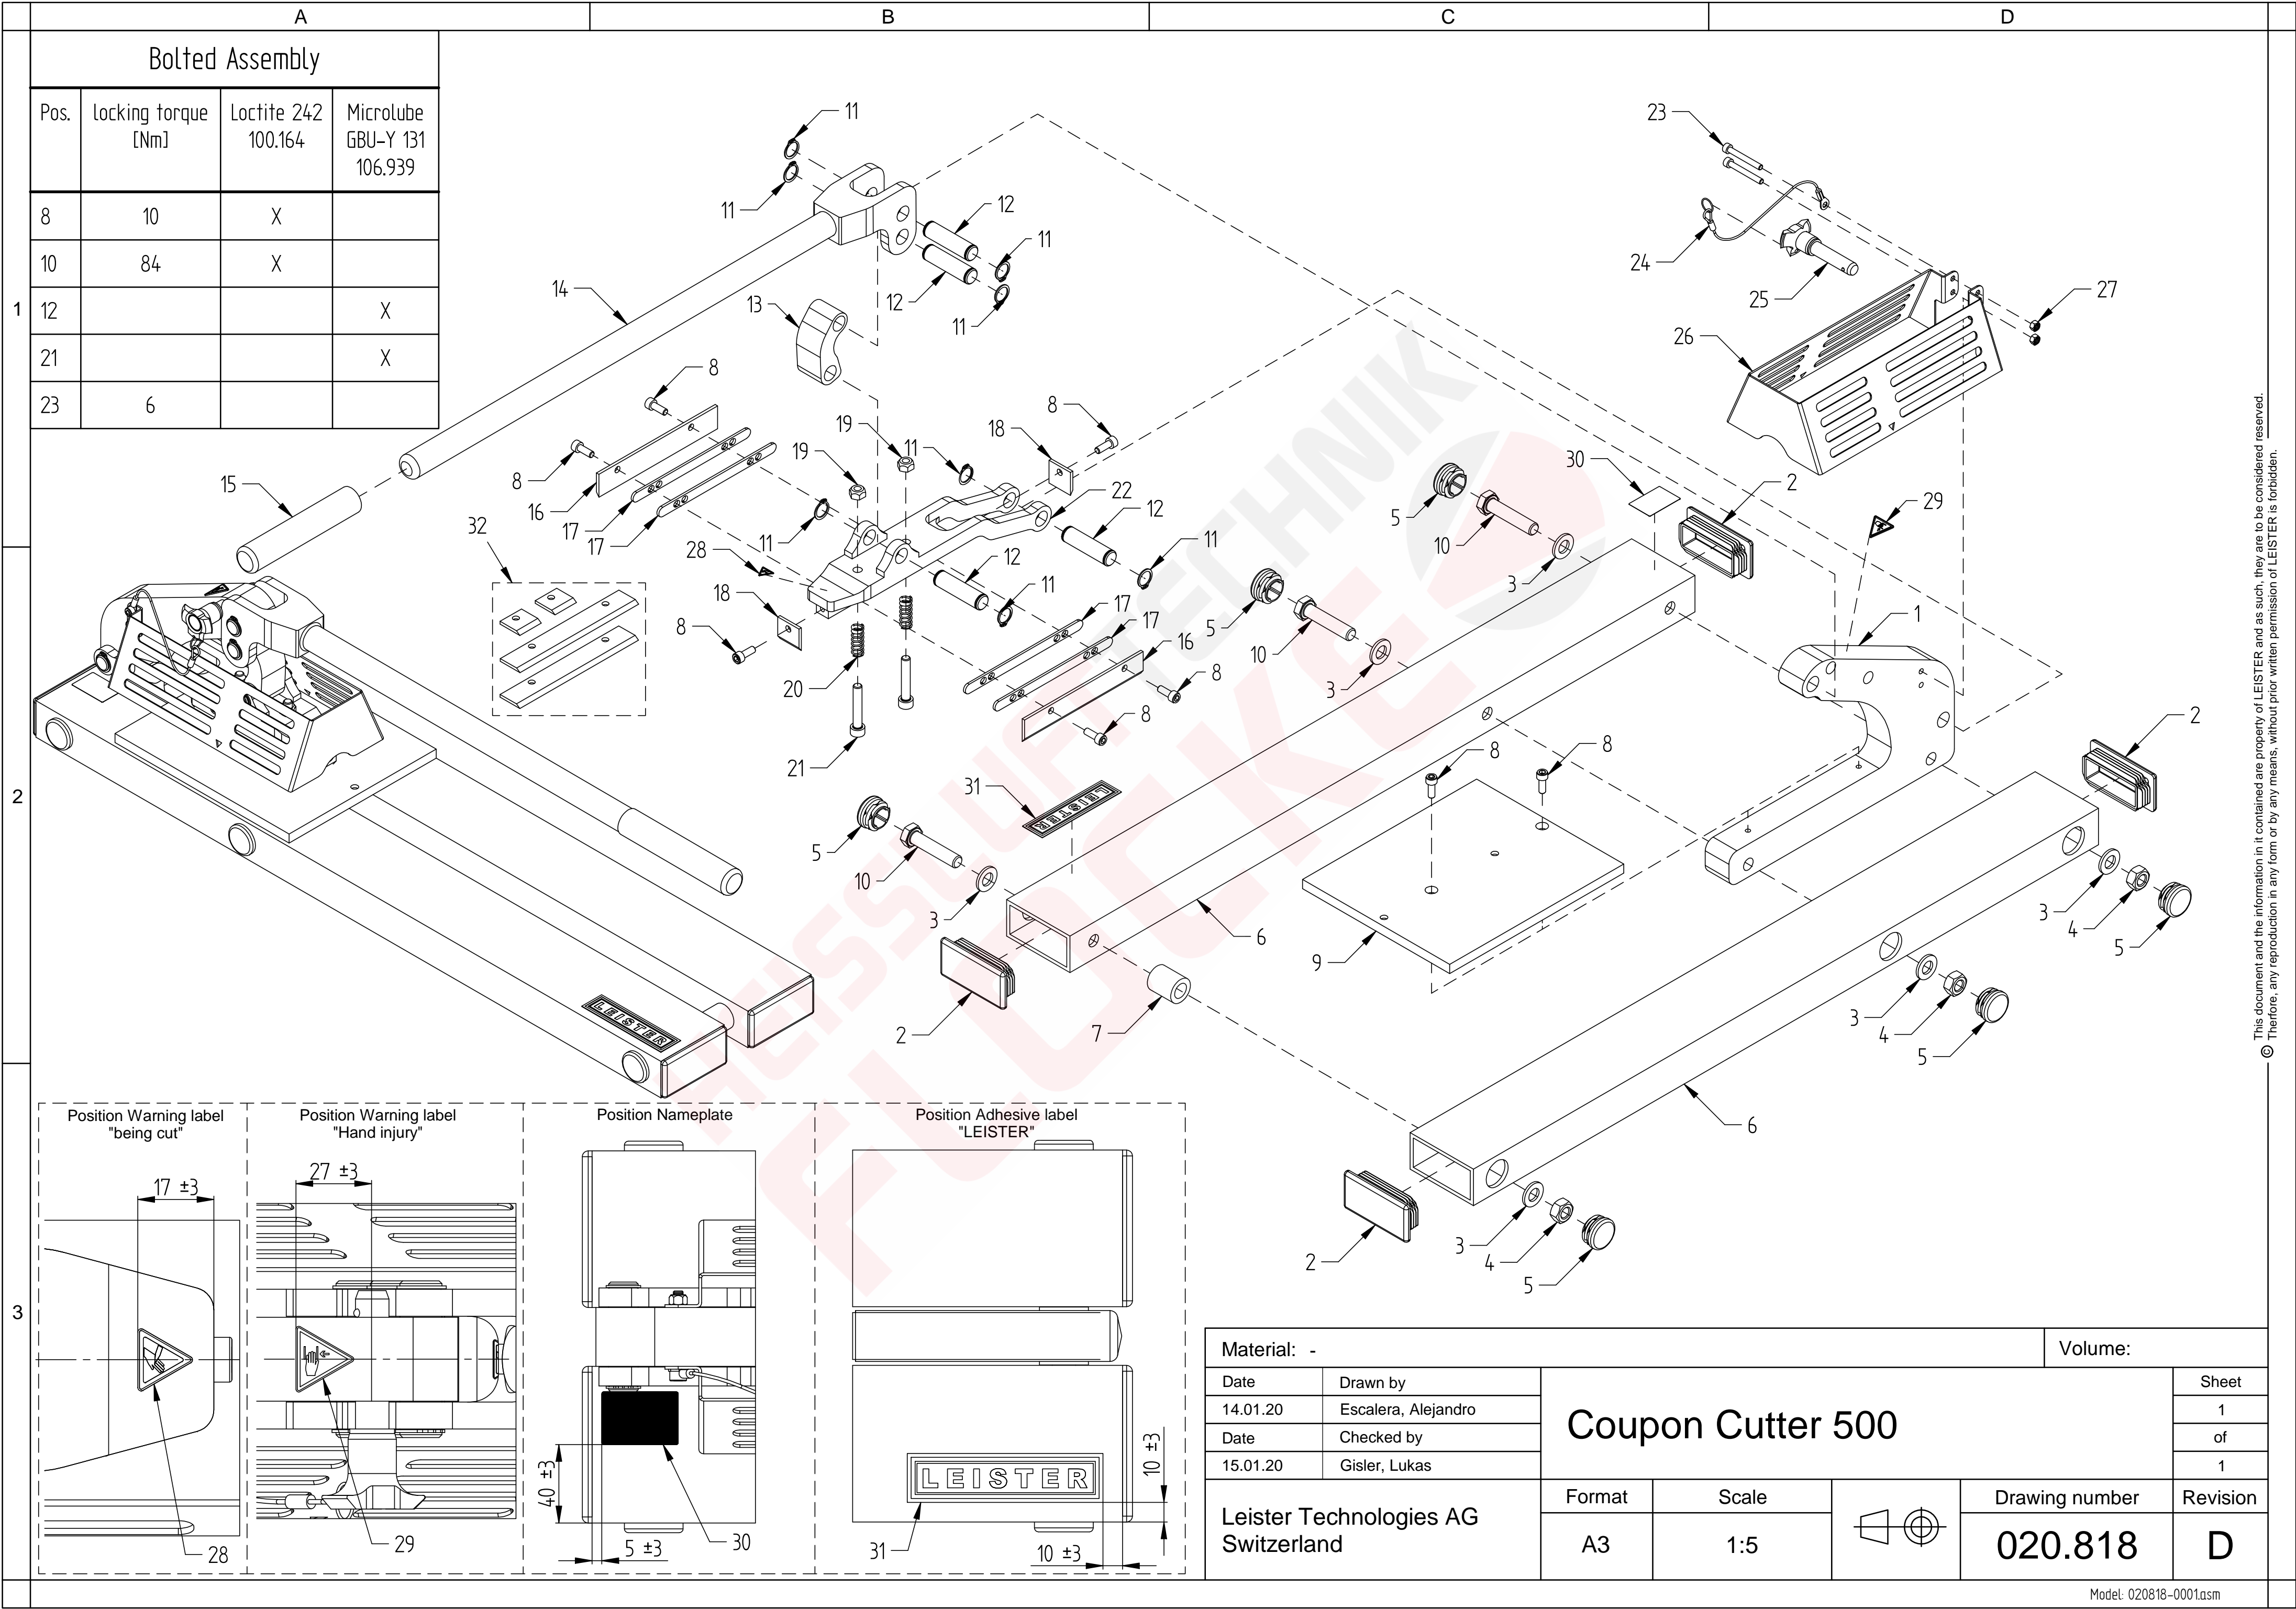 A
B
C
D
1
2
3
Bolted Assembly
Pos. locking torque [Nm] Loctite 242 100.164 Microlube GBU-Y 131 106.939
8 10 X
10 84 X
12 X
21 X
23 6
11
11
12
11
12
11
14
13
15
8
8
16
17
17
19
19
11
11
18
8
22
12
11
12
11
28
18
8
20
21
17
17
16
8
8
32
23
24
25
26
27
30
2
29
5
10
3
5
10
3
1
2
31
5
10
3
8
8
6
9
2
7
3
4
5
3
4
5
6
2
3
4
5
LEISTER
LEISTER
HEISSLUFTTECHNIK
FLOCKE
Position Warning label
"being cut"
17 ±3
28
Position Warning label
"Hand injury"
27 ±3
29
Position Nameplate
40 ±3
5 ±3
30
Position Adhesive label
"LEISTER"
LEISTER
10 ±3
10 ±3
31
Material: -
Volume:
Date Drawn by
14.01.20 Escalera, Alejandro
Date Checked by
15.01.20 Gisler, Lukas
Coupon Cutter 500
Sheet
1
of
1
Leister Technologies AG
Switzerland
Format
A3
Scale
1:5
Drawing number
020.818
Revision
D
Model: 020818-0001.asm
© This document and the information in it contained are property of LEISTER and as such, they are to be considered reserved.
Therfore, any reproduction in any form or by any means, without prior written permission of LEISTER is forbidden.